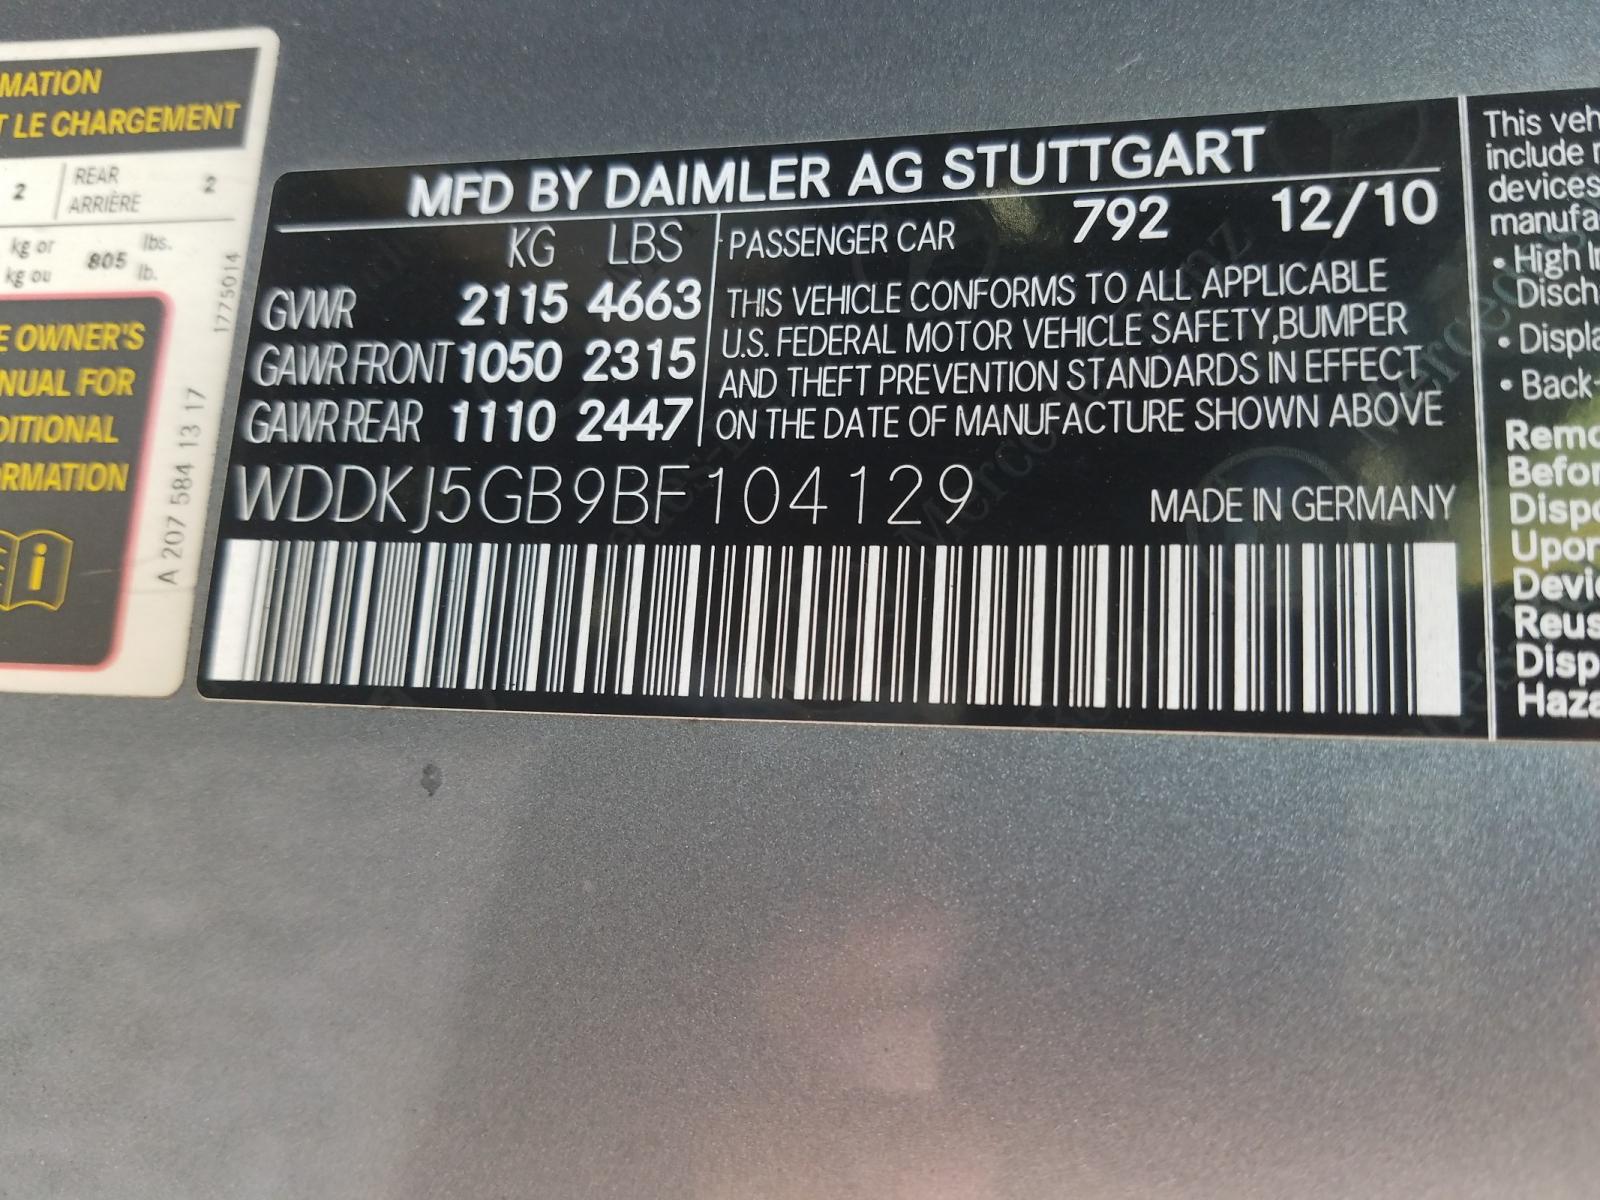 MATION
T LE CHARGEMENT
2 REAR ARRIÈRE 2
kg or kg ou 805 lbs. lb.
1775014
E OWNER'S
NUAL FOR
DITIONAL
ORMATION
A 207 584 13 17
MFD BY DAIMLER AG STUTTGART
KG LBS
GVWR 2115 4663
GAWR FRONT 1050 2315
GAWR REAR 1110 2447
PASSENGER CAR 792 12/10
THIS VEHICLE CONFORMS TO ALL APPLICABLE
U.S. FEDERAL MOTOR VEHICLE SAFETY, BUMPER
AND THEFT PREVENTION STANDARDS IN EFFECT
ON THE DATE OF MANUFACTURE SHOWN ABOVE
WDDKJ5GB9BF104129
MADE IN GERMANY
This veh
include
devices
manufa
• High In
Disch
• Displa
• Back-
Remo
Befor
Dispo
Upon
Devic
Reus
Disp
Haza